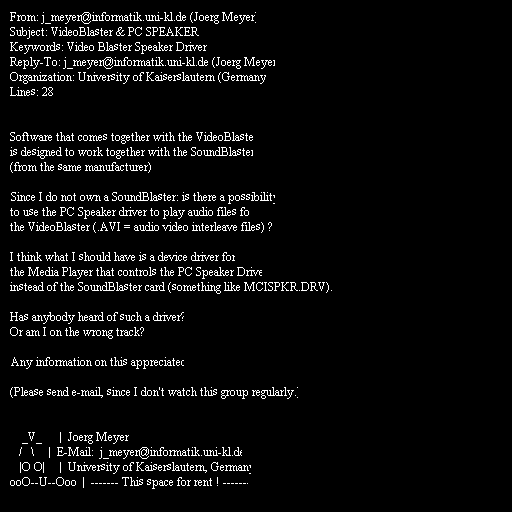 From: j_meyer@informatik.uni-kl.de (Joerg Meyer)
Subject: VideoBlaster & PC SPEAKER
Keywords: Video Blaster Speaker Driver
Reply-To: j_meyer@informatik.uni-kl.de (Joerg Meyer
Organization: University of Kaiserslautern (Germany
Lines: 28

Software that comes together with the VideoBlaste
is designed to work together with the SoundBlaster
(from the same manufacturer)

Since I do not own a SoundBlaster: is there a possibility
to use the PC Speaker driver to play audio files fo
the VideoBlaster (.AVI = audio video interleave files) ?

I think what I should have is a device driver for
the Media Player that controls the PC Speaker Drive
instead of the SoundBlaster card (something like MCISPKR.DRV).

Has anybody heard of such a driver?
Or am I on the wrong track?

Any information on this appreciated

(Please send e-mail, since I don't watch this group regularly.)

_V_ | Joerg Meyer
/ \ | E-Mail: j_meyer@informatik.uni-kl.de
|O O| | University of Kaiserslautern, Germany
ooO--U--Ooo | ------- This space for rent ! -------